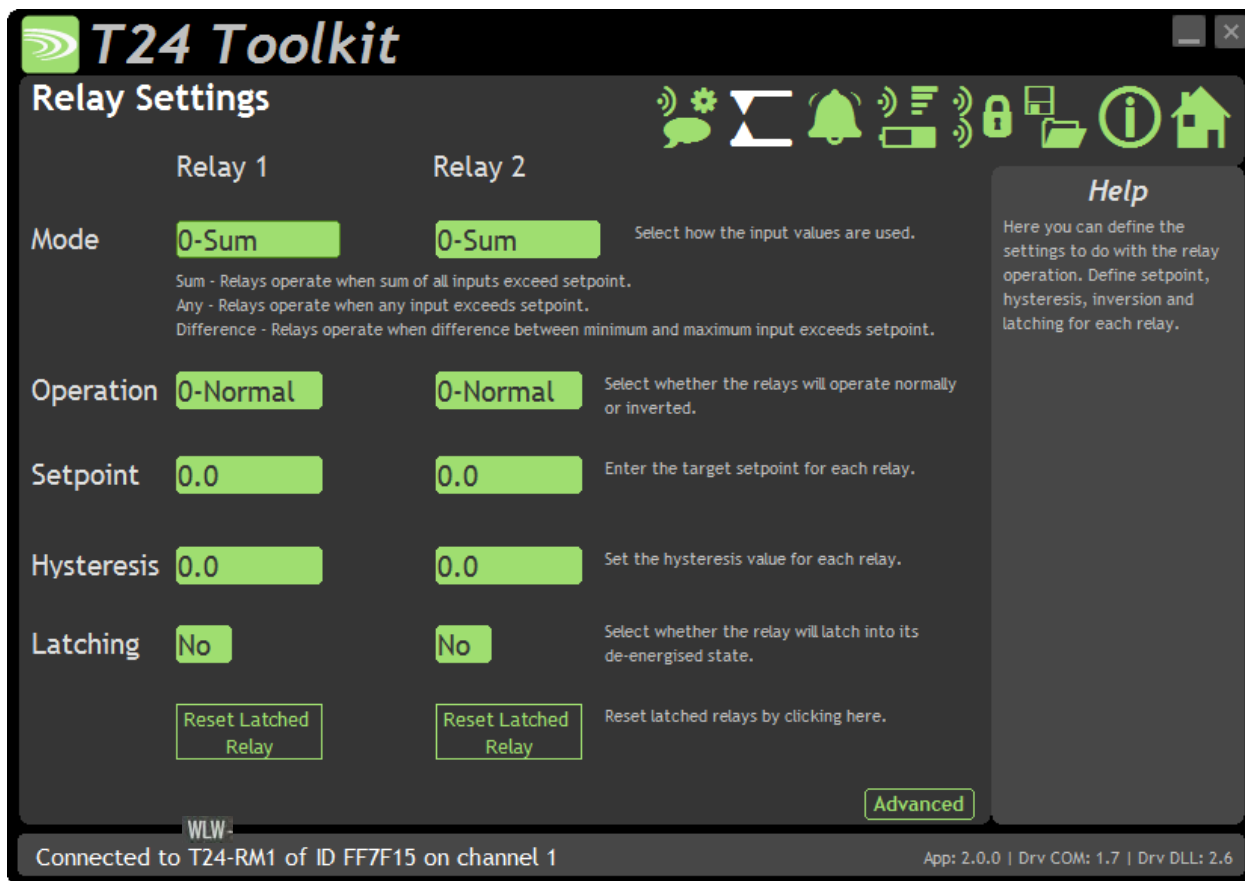 T24 Toolkit
Relay Settings
Relay 1 Relay 2
Mode 0-Sum 0-Sum Select how the input values are used.
Sum - Relays operate when sum of all inputs exceed setpoint.
Any - Relays operate when any input exceeds setpoint.
Difference - Relays operate when difference between minimum and maximum input exceeds setpoint.
Operation 0-Normal 0-Normal Select whether the relays will operate normally
or inverted.
Setpoint 0.0 0.0 Enter the target setpoint for each relay.
Hysteresis 0.0 0.0 Set the hysteresis value for each relay.
Latching No No Select whether the relay will latch into its
de-energised state.
Reset Latched
Relay
Reset Latched
Relay
Reset latched relays by clicking here.
Advanced
Help
Here you can define the
settings to do with the relay
operation. Define setpoint,
hysteresis, inversion and
latching for each relay.
WLW-
Connected to T24-RM1 of ID FF7F15 on channel 1
App: 2.0.0 | Drv COM: 1.7 | Drv DLL: 2.6